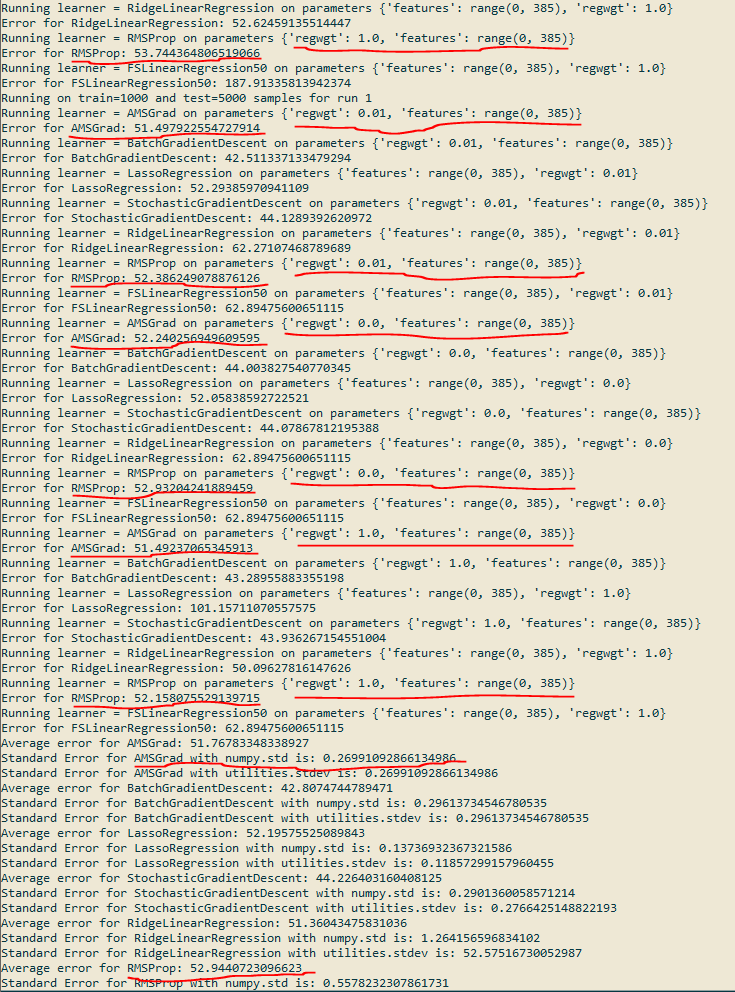 Running learner = RidgeLinearRegression on parameters {'features': range(0, 385), 'regwgt': 1.0}
Error for RidgeLinearRegression: 52.62459135514447
Running learner = RMSProp on parameters {'regwgt': 1.0, 'features': range(0, 385)}
Error for RMSProp: 53.744364806519066
Running learner = FSLinearRegression50 on parameters {'features': range(0, 385), 'regwgt': 1.0}
Error for FSLinearRegression50: 187.91335813942374
Running on train=1000 and test=5000 samples for run 1
Running learner = AMSGrad on parameters {'regwgt': 0.01, 'features': range(0, 385)}
Error for AMSGrad: 51.497922554727914
Running learner = BatchGradientDescent on parameters {'regwgt': 0.01, 'features': range(0, 385)}
Error for BatchGradientDescent: 42.511337133479294
Running learner = LassoRegression on parameters {'features': range(0, 385), 'regwgt': 0.01}
Error for LassoRegression: 52.29385970941109
Running learner = StochasticGradientDescent on parameters {'regwgt': 0.01, 'features': range(0, 385)}
Error for StochasticGradientDescent: 44.1289392620972
Running learner = RidgeLinearRegression on parameters {'features': range(0, 385), 'regwgt': 0.01}
Error for RidgeLinearRegression: 62.27107468789689
Running learner = RMSProp on parameters {'regwgt': 0.01, 'features': range(0, 385)}
Error for RMSProp: 52.386249078876126
Running learner = FSLinearRegression50 on parameters {'features': range(0, 385), 'regwgt': 0.01}
Error for FSLinearRegression50: 62.89475600651115
Running learner = AMSGrad on parameters {'regwgt': 0.0, 'features': range(0, 385)}
Error for AMSGrad: 52.240256949609595
Running learner = BatchGradientDescent on parameters {'regwgt': 0.0, 'features': range(0, 385)}
Error for BatchGradientDescent: 44.003827540770345
Running learner = LassoRegression on parameters {'features': range(0, 385), 'regwgt': 0.0}
Error for LassoRegression: 52.05838592722521
Running learner = StochasticGradientDescent on parameters {'regwgt': 0.0, 'features': range(0, 385)}
Error for StochasticGradientDescent: 44.07867812195388
Running learner = RidgeLinearRegression on parameters {'features': range(0, 385), 'regwgt': 0.0}
Error for RidgeLinearRegression: 62.89475600651115
Running learner = RMSProp on parameters {'regwgt': 0.0, 'features': range(0, 385)}
Error for RMSProp: 52.93204241889459
Running learner = FSLinearRegression50 on parameters {'features': range(0, 385), 'regwgt': 0.0}
Error for FSLinearRegression50: 62.89475600651115
Running learner = AMSGrad on parameters {'regwgt': 1.0, 'features': range(0, 385)}
Error for AMSGrad: 51.49237065345913
Running learner = BatchGradientDescent on parameters {'regwgt': 1.0, 'features': range(0, 385)}
Error for BatchGradientDescent: 43.28955883355198
Running learner = LassoRegression on parameters {'features': range(0, 385), 'regwgt': 1.0}
Error for LassoRegression: 101.15711070557575
Running learner = StochasticGradientDescent on parameters {'regwgt': 1.0, 'features': range(0, 385)}
Error for StochasticGradientDescent: 43.936267154551004
Running learner = RidgeLinearRegression on parameters {'features': range(0, 385), 'regwgt': 1.0}
Error for RidgeLinearRegression: 50.09627816147626
Running learner = RMSProp on parameters {'regwgt': 1.0, 'features': range(0, 385)}
Error for RMSProp: 52.158075529139715
Running learner = FSLinearRegression50 on parameters {'features': range(0, 385), 'regwgt': 1.0}
Error for FSLinearRegression50: 62.89475600651115
Average error for AMSGrad: 51.76783348338927
Standard Error for AMSGrad with numpy.std is: 0.26991092866134986
Standard Error for AMSGrad with utilities.stdev is: 0.26991092866134986
Average error for BatchGradientDescent: 42.8074744789471
Standard Error for BatchGradientDescent with numpy.std is: 0.29613734546780535
Standard Error for BatchGradientDescent with utilities.stdev is: 0.29613734546780535
Average error for LassoRegression: 52.19575525089843
Standard Error for LassoRegression with numpy.std is: 0.13736932367321586
Standard Error for LassoRegression with utilities.stdev is: 0.11857299157960455
Average error for StochasticGradientDescent: 44.226403160408125
Standard Error for StochasticGradientDescent with numpy.std is: 0.2901360058571214
Standard Error for StochasticGradientDescent with utilities.stdev is: 0.2766425148822193
Average error for RidgeLinearRegression: 51.36043475831036
Standard Error for RidgeLinearRegression with numpy.std is: 1.264156596834102
Standard Error for RidgeLinearRegression with utilities.stdev is: 52.57516730052987
Average error for RMSProp: 52.9440723096623
Standard Error for RMSProp with numpy.std is: 0.5578232307861731